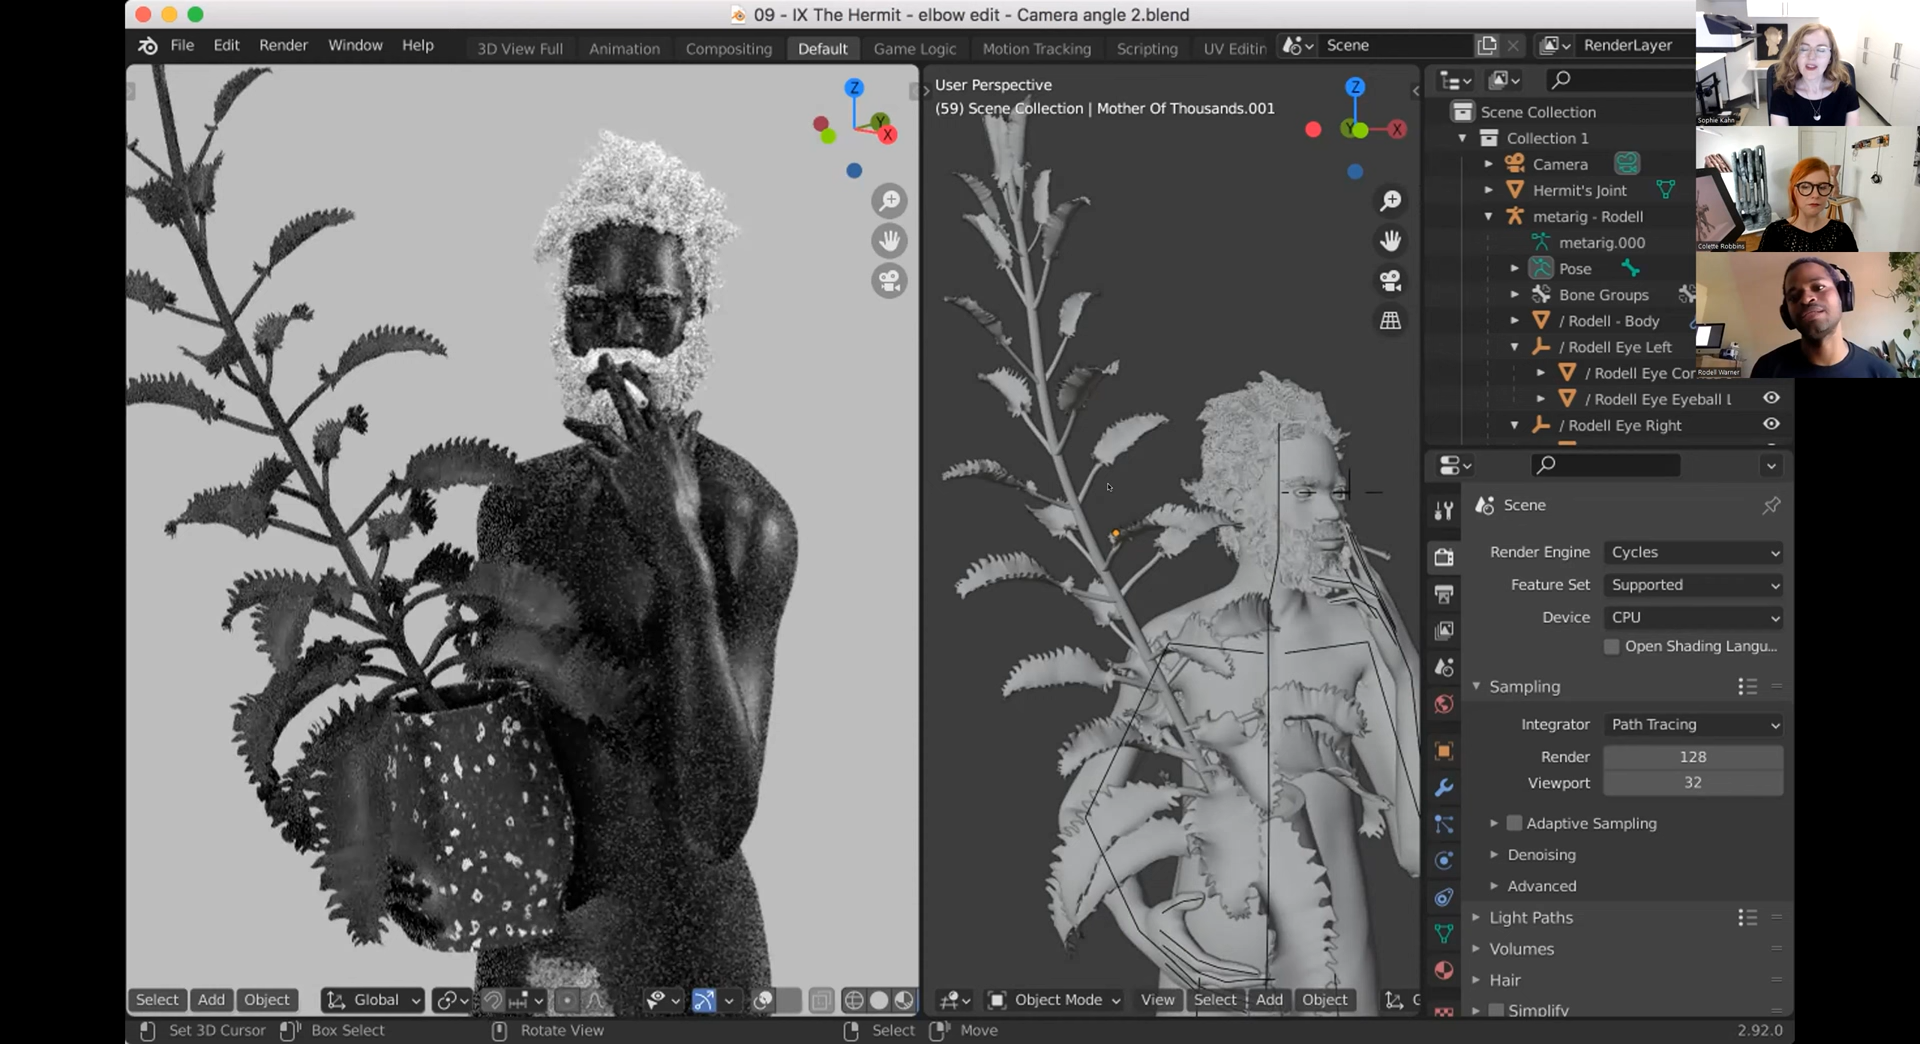 09 - IX The Hermit - elbow edit - Camera angle 2.blend
File Edit Render Window Help
3D View Full Animation Compositing Default Game Logic Motion Tracking Scripting UV Editin
Scene
RenderLayer
User Perspective
(59) Scene Collection | Mother Of Thousands.001
Z
Y
X
Z
Y
X
Scene Collection
Collection 1
Camera
Hermit's Joint
metarig - Rodell
metarig.000
Pose
Bone Groups
/ Rodell - Body
/ Rodell Eye Left
/ Rodell Eye Cor
/ Rodell Eye Eyeball L
/ Rodell Eye Right
Sophie Kahn
Colette Robbins
Rodell Warner
Scene
Render Engine Cycles
Feature Set Supported
Device CPU
Open Shading Langu...
Sampling
Integrator Path Tracing
Render 128
Viewport 32
Adaptive Sampling
Denoising
Advanced
Light Paths
Volumes
Hair
Simplify
Select Add Object Global
Object Mode View Select Add Object G
Set 3D Cursor Box Select Rotate View Select Move 2.92.0